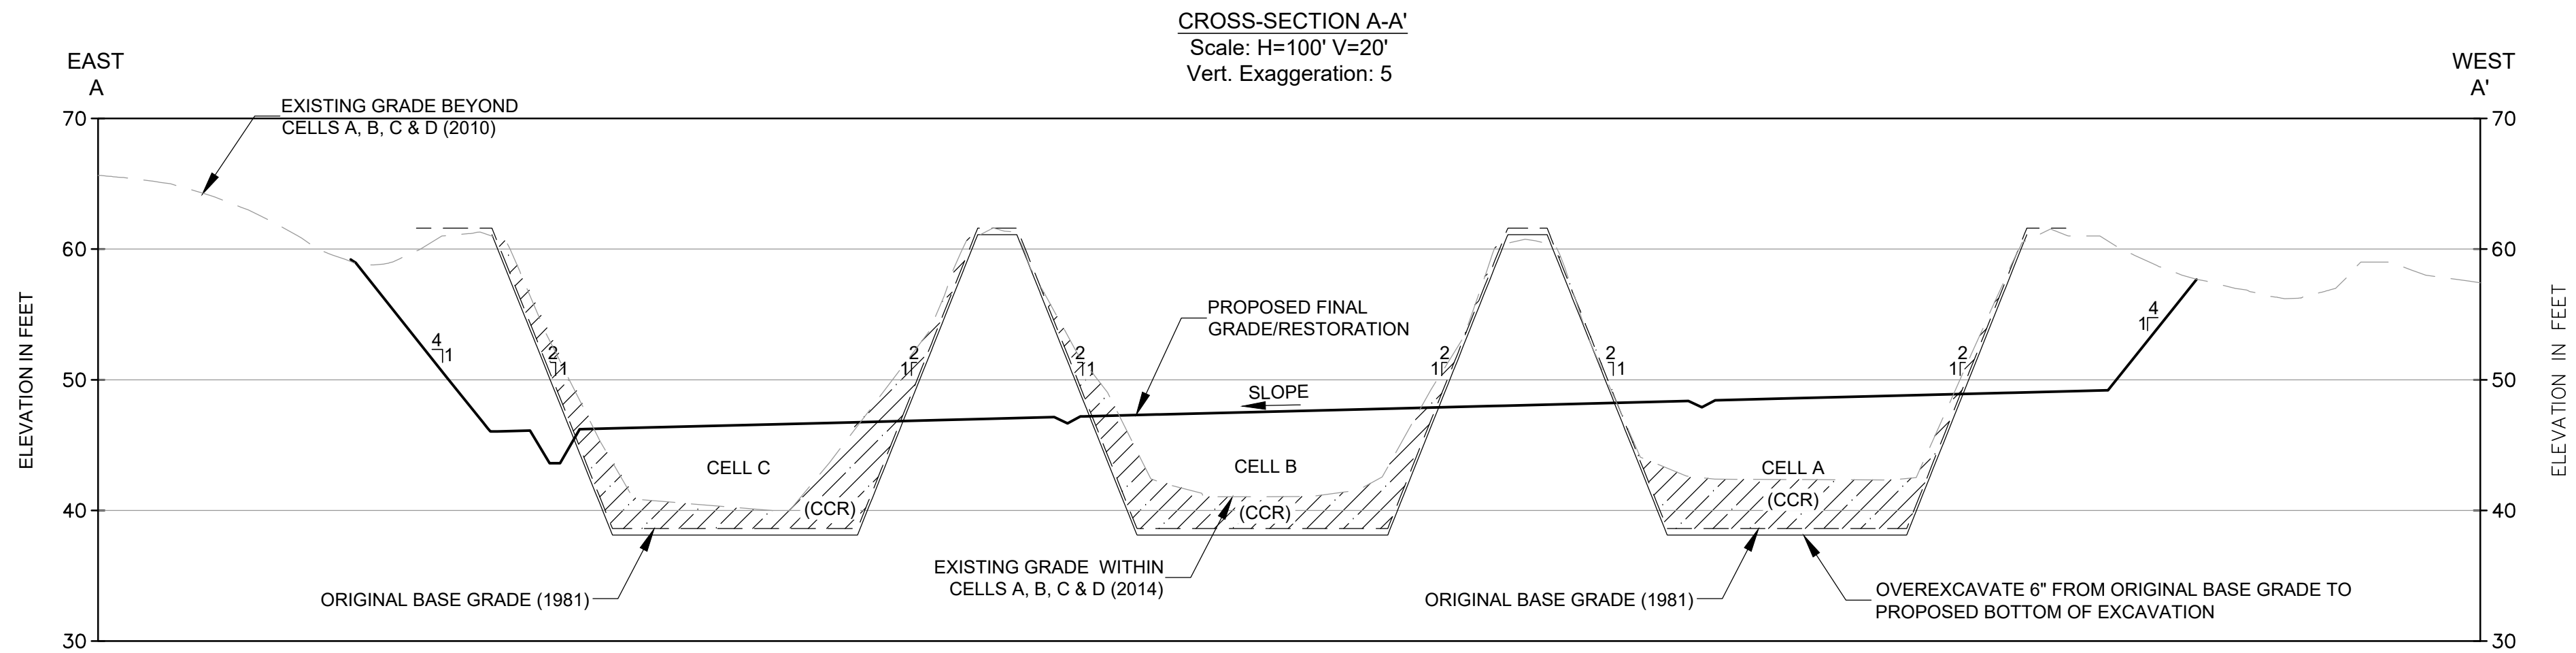 CROSS-SECTION A-A'
Scale: H=100' V=20'
Vert. Exaggeration: 5
EAST
A
WEST
A'
EXISTING GRADE BEYOND
CELLS A, B, C & D (2010)
70
70
60
60
50
50
40
40
30
30
ELEVATION IN FEET
ELEVATION IN FEET
PROPOSED FINAL
GRADE/RESTORATION
SLOPE
4
1
2
1
2
1
2
1
2
1
2
1
2
1
4
1
CELL C
(CCR)
CELL B
(CCR)
CELL A
(CCR)
EXISTING GRADE WITHIN
CELLS A, B, C & D (2014)
ORIGINAL BASE GRADE (1981)
ORIGINAL BASE GRADE (1981)
OVEREXCAVATE 6" FROM ORIGINAL BASE GRADE TO
PROPOSED BOTTOM OF EXCAVATION